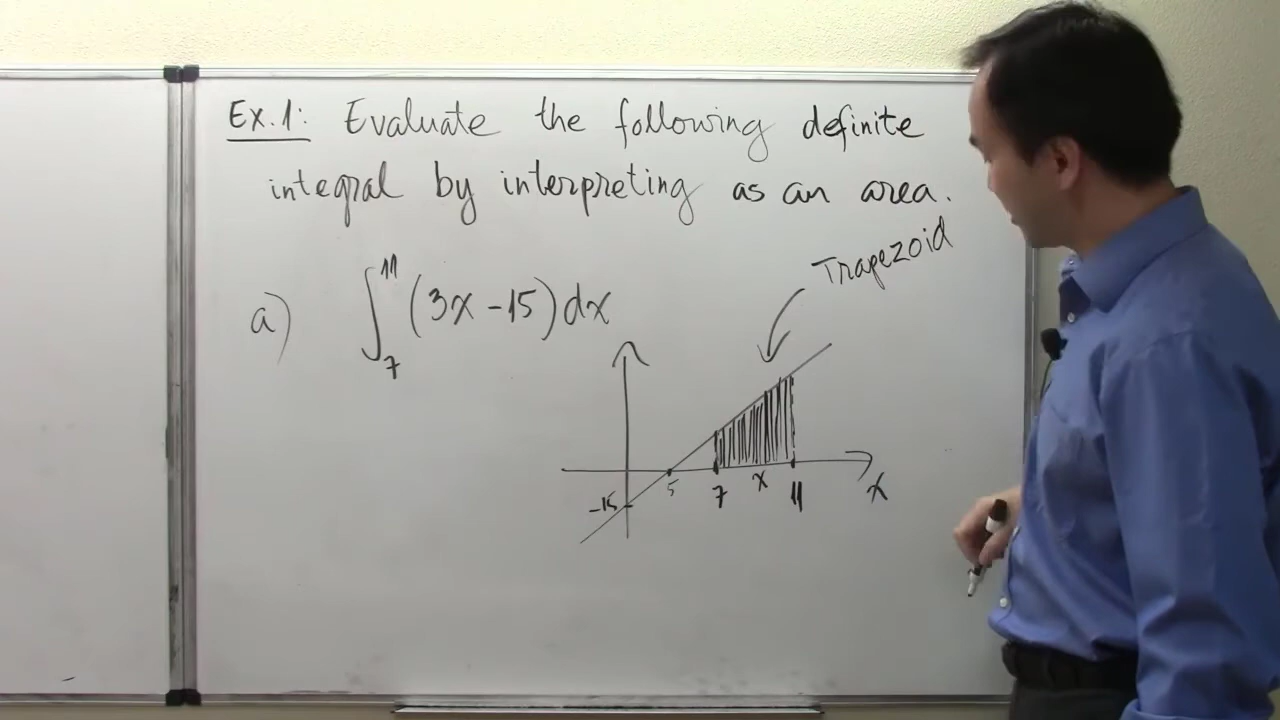 Ex.1: Evaluate the following definite
integral by interpreting as an area.
Trapezoid
a) ∫₇¹¹ (3x - 15) dx
5 7 x 11 x
-15